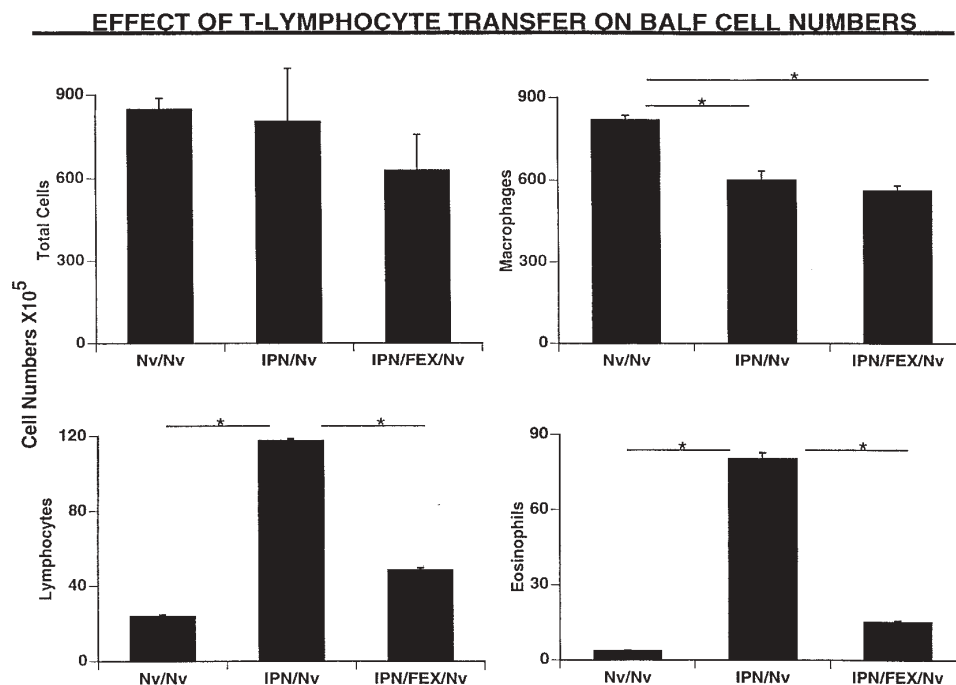 EFFECT OF T-LYMPHOCYTE TRANSFER ON BALF CELL NUMBERS
Cell Numbers X10^5
Total Cells
900
600
300
0
Nv/Nv IPN/Nv IPN/FEX/Nv
Macrophages
900
600
300
0
* *
Nv/Nv IPN/Nv IPN/FEX/Nv
Lymphocytes
120
80
40
0
* *
Nv/Nv IPN/Nv IPN/FEX/Nv
Eosinophils
90
60
30
0
* *
Nv/Nv IPN/Nv IPN/FEX/Nv